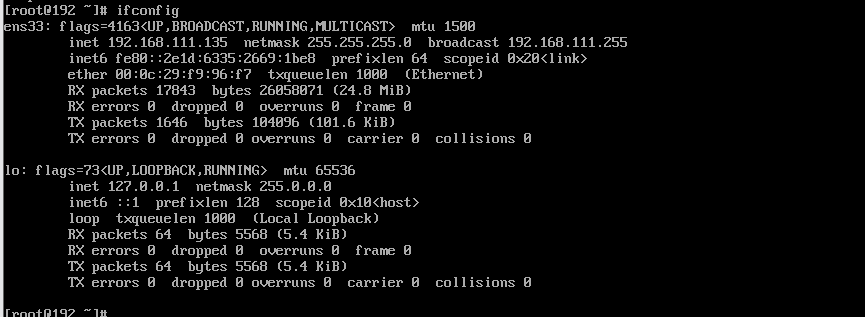 [root@192 ~]# ifconfig
ens33: flags=4163<UP,BROADCAST,RUNNING,MULTICAST>  mtu 1500
        inet 192.168.111.135  netmask 255.255.255.0  broadcast 192.168.111.255
        inet6 fe80::2e1d:6335:2669:1be8  prefixlen 64  scopeid 0x20<link>
        ether 00:0c:29:f9:96:f7  txqueuelen 1000  (Ethernet)
        RX packets 17843  bytes 26058071 (24.8 MiB)
        RX errors 0  dropped 0  overruns 0  frame 0
        TX packets 1646  bytes 104096 (101.6 KiB)
        TX errors 0  dropped 0 overruns 0  carrier 0  collisions 0

lo: flags=73<UP,LOOPBACK,RUNNING>  mtu 65536
        inet 127.0.0.1  netmask 255.0.0.0
        inet6 ::1  prefixlen 128  scopeid 0x10<host>
        loop  txqueuelen 1000  (Local Loopback)
        RX packets 64  bytes 5568 (5.4 KiB)
        RX errors 0  dropped 0  overruns 0  frame 0
        TX packets 64  bytes 5568 (5.4 KiB)
        TX errors 0  dropped 0 overruns 0  carrier 0  collisions 0

[root@192 ~]#